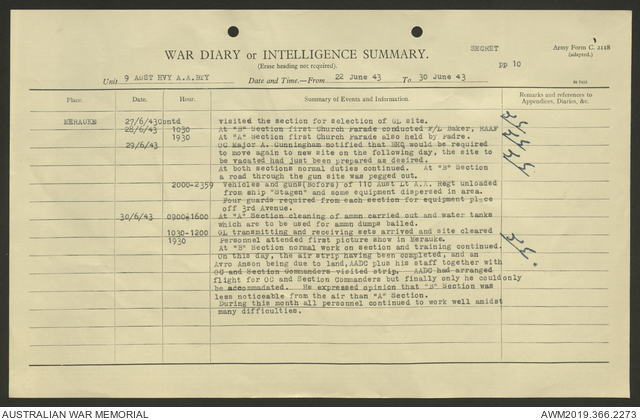 SECRET
Army Form C. 2118
(adapted.)
WAR DIARY or INTELLIGENCE SUMMARY.
(Erase heading not required).
pp 10
Unit 9 AUST HVY A.A.BTY Date and Time.—From 22 June 43 To 30 June 43
Place. Date. Hour. Summary of Events and Information. Remarks and references to Appendices, Diaries, &c.
MERAUKE 27/6/43Contd visited the section for selection of GL site.
28/6/43 1030 At "B" Section first Church Parade conducted F/L Baker, RAAF
1930 At "A" Section first Church Parade also held by Padre.
29/6/43 OC Major A. Cunningham notified that BHQ would be required
to move again to new site on the following day, the site to
be vacated had just been prepared as desired.
At both sections normal duties continued. At "B" Section
a road through the gun site was pegged out.
2000-2359 Vehicles and guns(Bofors) of 110 Aust Lt A.A. Regt unloaded
from ship "Stagen" and some equipment dispersed in area.
Four guards required from each section for equipment place
off 3rd Avenue.
30/6/43 0900-1600 At "A" Section cleaning of ammn carried out and water tanks
which are to be used for ammn dumps bailed.
1030-1200 GL transmitting and receiving sets arrived and site cleared
1930 Personnel attended first picture show in Merauke.
At "B" Section normal work on section and training continued.
On this day, the air strip having been completed, and an
Avro Anson being due to land,AADC plus his staff together with
OC and Section Commanders visited strip. AADC had arranged
flight for OC and Section Commanders but finally only he could only
be accommodated. He expressed opinion that "B" Section was
less noticeable from the air than "A" Section.
During this month all personnel continued to work well amidst
many difficulties.
AUSTRALIAN WAR MEMORIAL AWM2019.366.2273